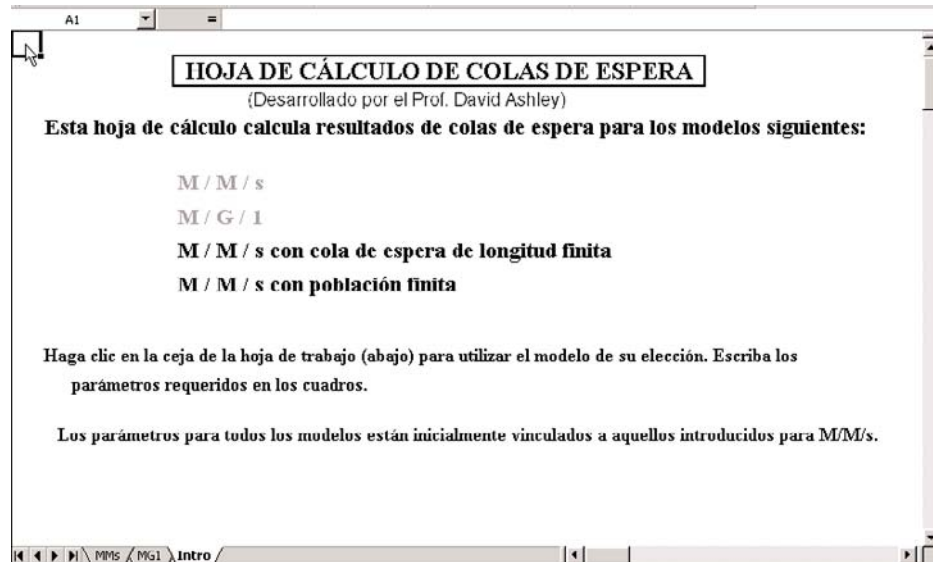 A1 =
HOJA DE CÁLCULO DE COLAS DE ESPERA
(Desarrollado por el Prof. David Ashley)
Esta hoja de cálculo calcula resultados de colas de espera para los modelos siguientes:
M / M / s
M / G / 1
M / M / s con cola de espera de longitud finita
M / M / s con población finita
Haga clic en la ceja de la hoja de trabajo (abajo) para utilizar el modelo de su elección. Escriba los
parámetros requeridos en los cuadros.
Los parámetros para todos los modelos están inicialmente vinculados a aquellos introducidos para M/M/s.
MMs / MG1 \ Intro /